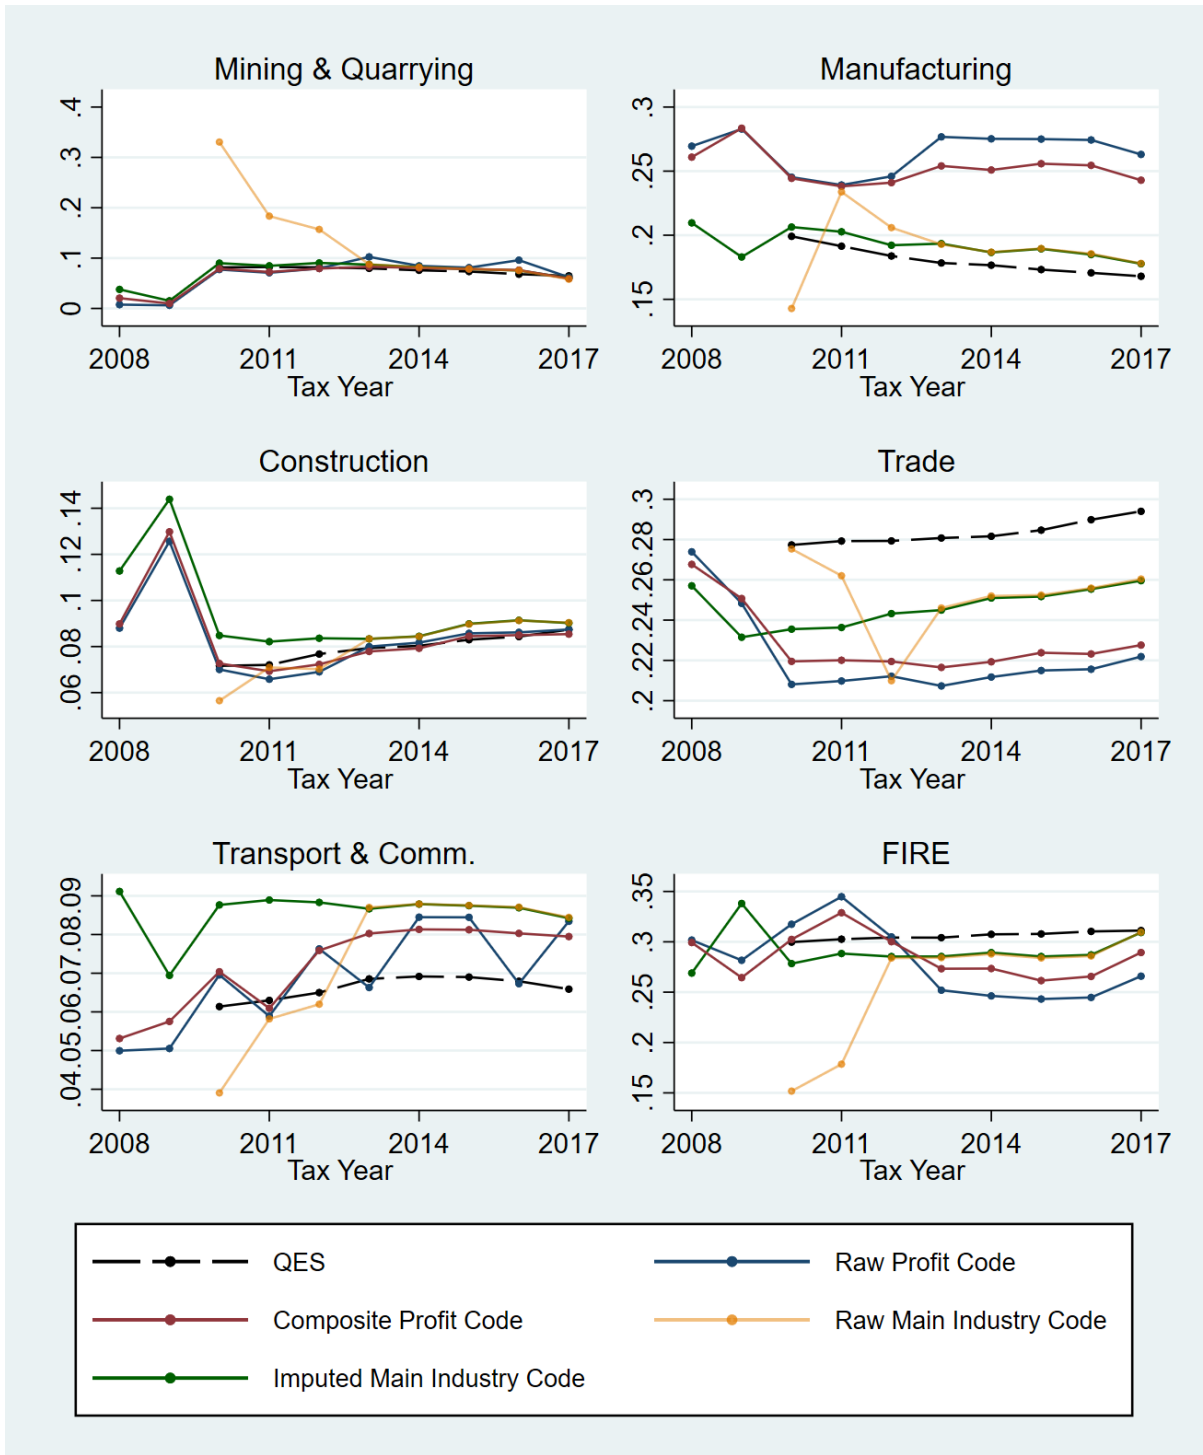 Mining & Quarrying
.4
.3
.2
.1
0
2008 2011 2014 2017
Tax Year
Manufacturing
.3
.25
.2
.15
2008 2011 2014 2017
Tax Year
Construction
.14
.12
.1
.08
.06
2008 2011 2014 2017
Tax Year
Trade
.3
.28
.26
.24
.22
.2
2008 2011 2014 2017
Tax Year
Transport & Comm.
.09
.08
.07
.06
.05
.04
2008 2011 2014 2017
Tax Year
FIRE
.35
.3
.25
.2
.15
2008 2011 2014 2017
Tax Year
QES
Raw Profit Code
Composite Profit Code
Raw Main Industry Code
Imputed Main Industry Code